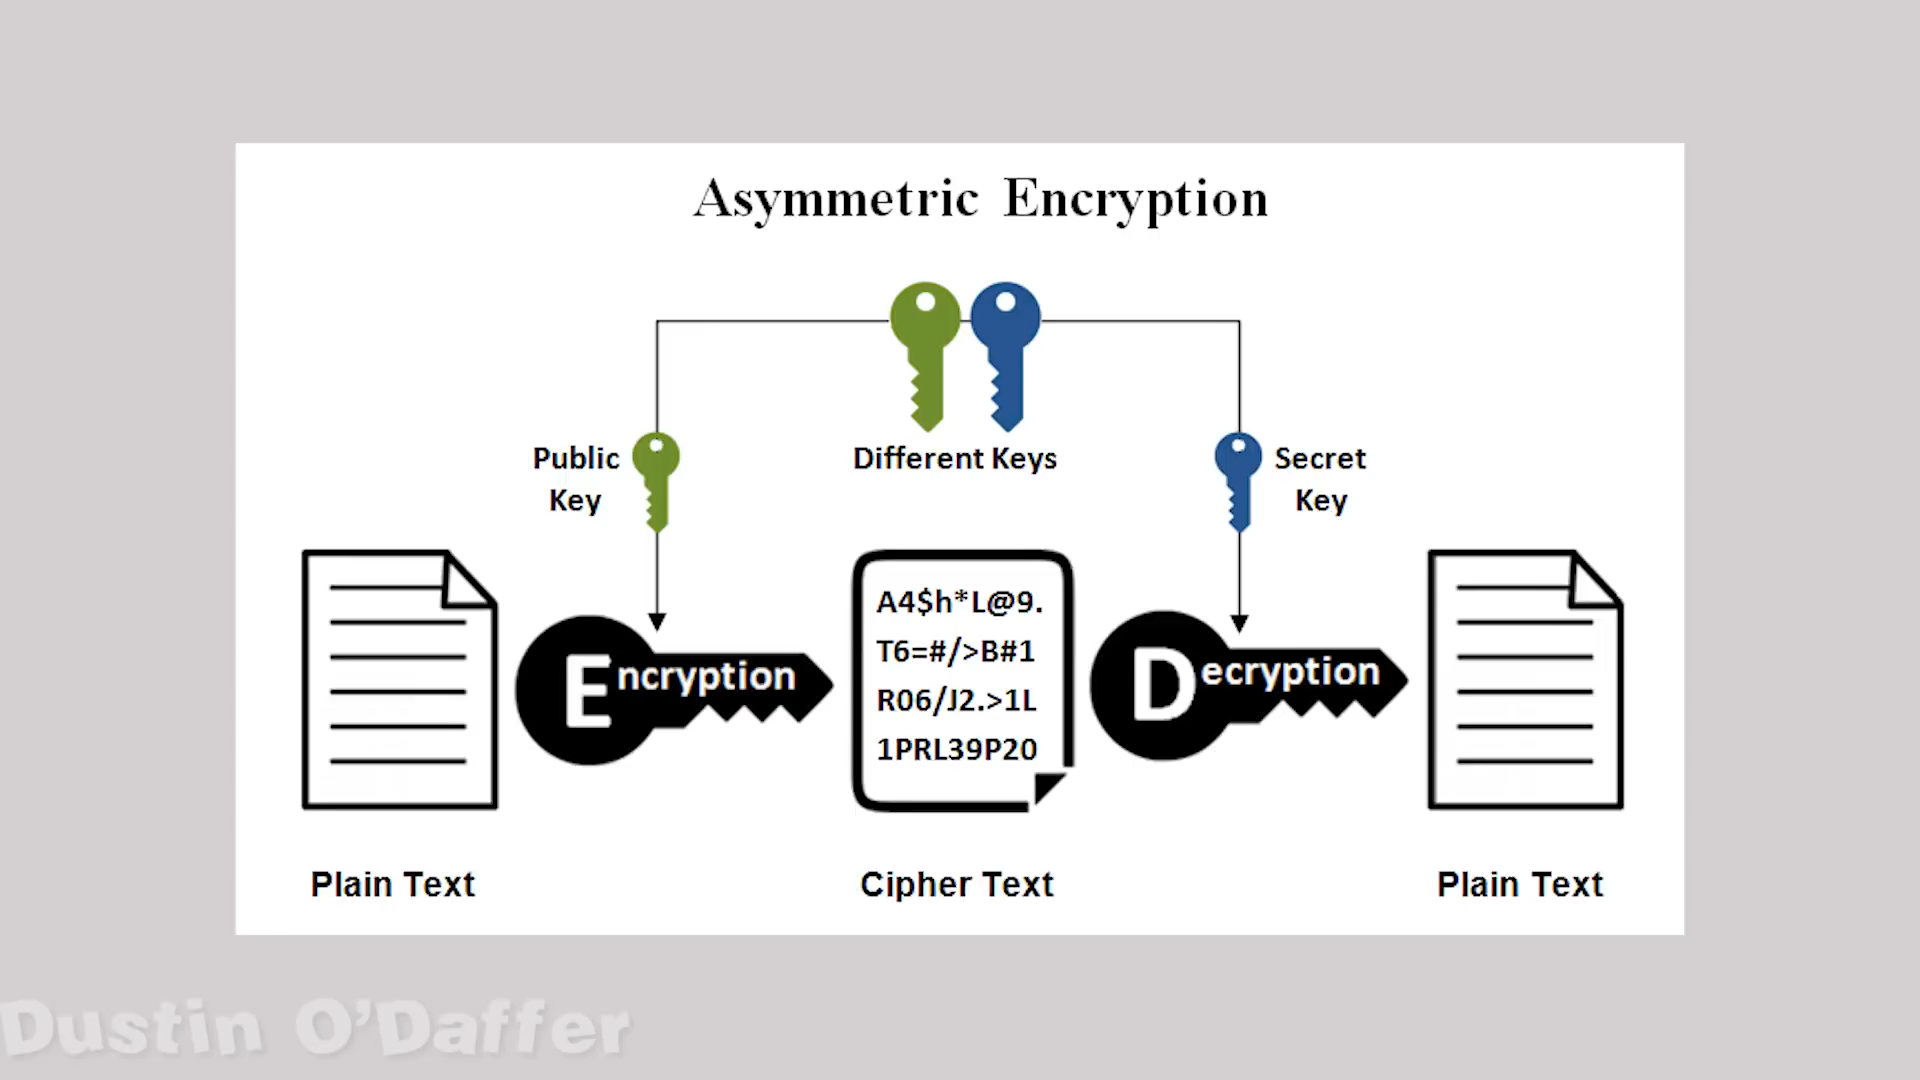 Asymmetric Encryption
Public
Key
Different Keys
Secret
Key
Encryption
A4$h*L@9.
T6=#/>B#1
R06/J2.>1L
1PRL39P20
Decryption
Plain Text
Cipher Text
Plain Text
Dustin O'Daffer